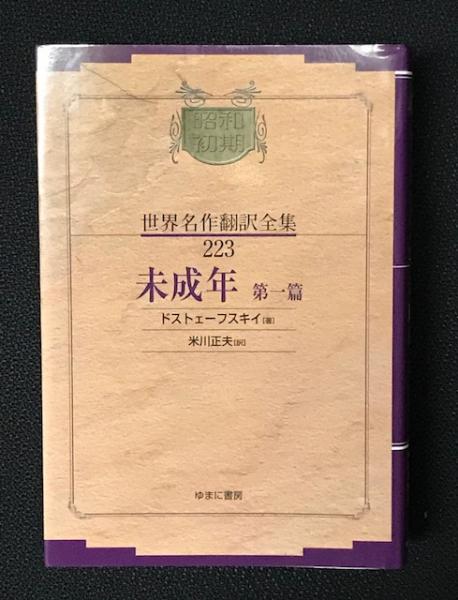 昭和
初期
世界名作翻訳全集
223
未成年 第一篇
ドストェーフスキイ[著]
米川正夫[訳]
ゆまに書房